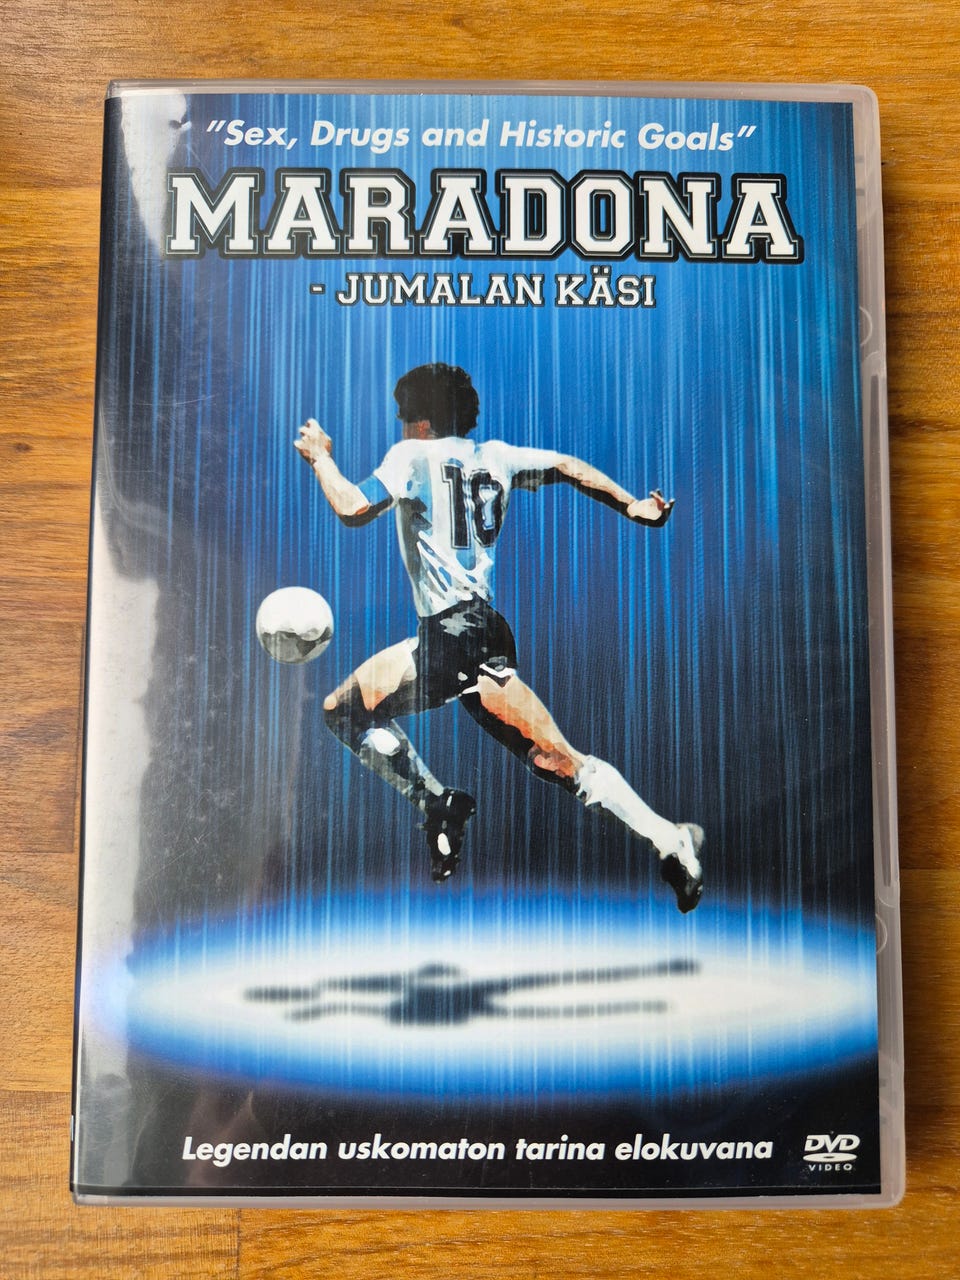 "Sex, Drugs and Historic Goals"
MARADONA
- JUMALAN KÄSI
10
Legendan uskomaton tarina elokuvana
DVD
VIDEO